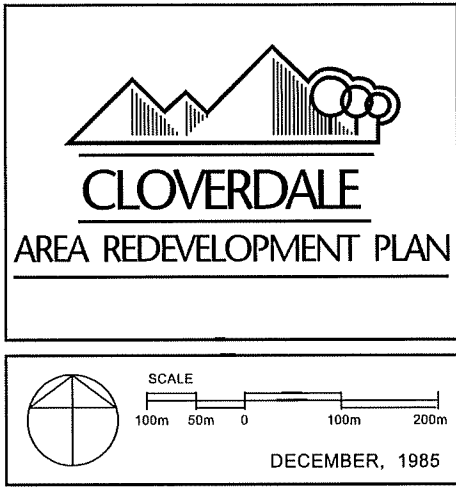 CLOVERDALE
AREA REDEVELOPMENT PLAN
SCALE
100m 50m 0 100m 200m
DECEMBER, 1985